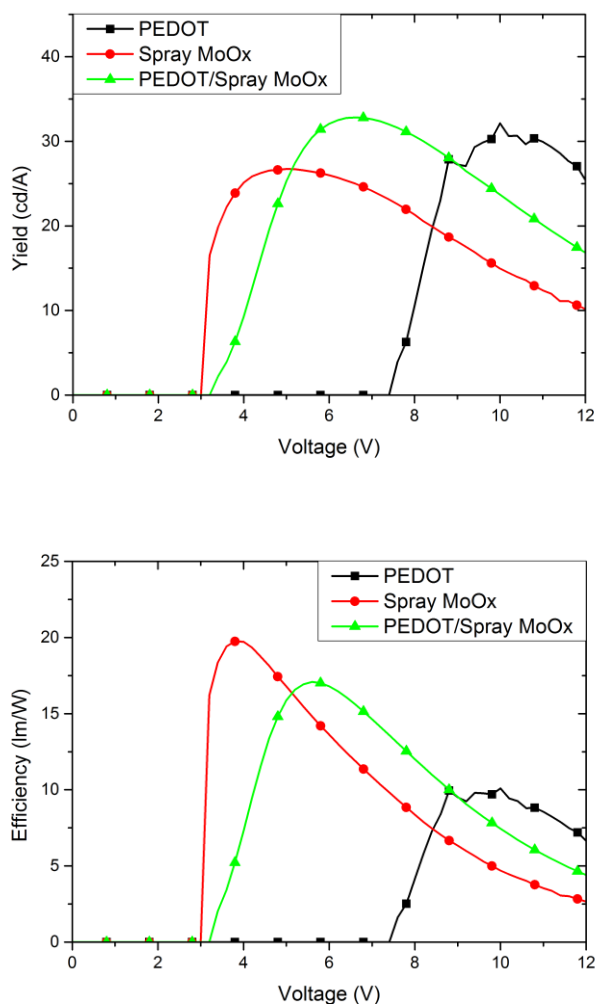 PEDOT
Spray MoOx
PEDOT/Spray MoOx
40
30
20
10
0
Yield (cd/A)
0 2 4 6 8 10 12
Voltage (V)
25
20
15
10
5
0
Efficiency (lm/W)
PEDOT
Spray MoOx
PEDOT/Spray MoOx
0 2 4 6 8 10 12
Voltage (V)